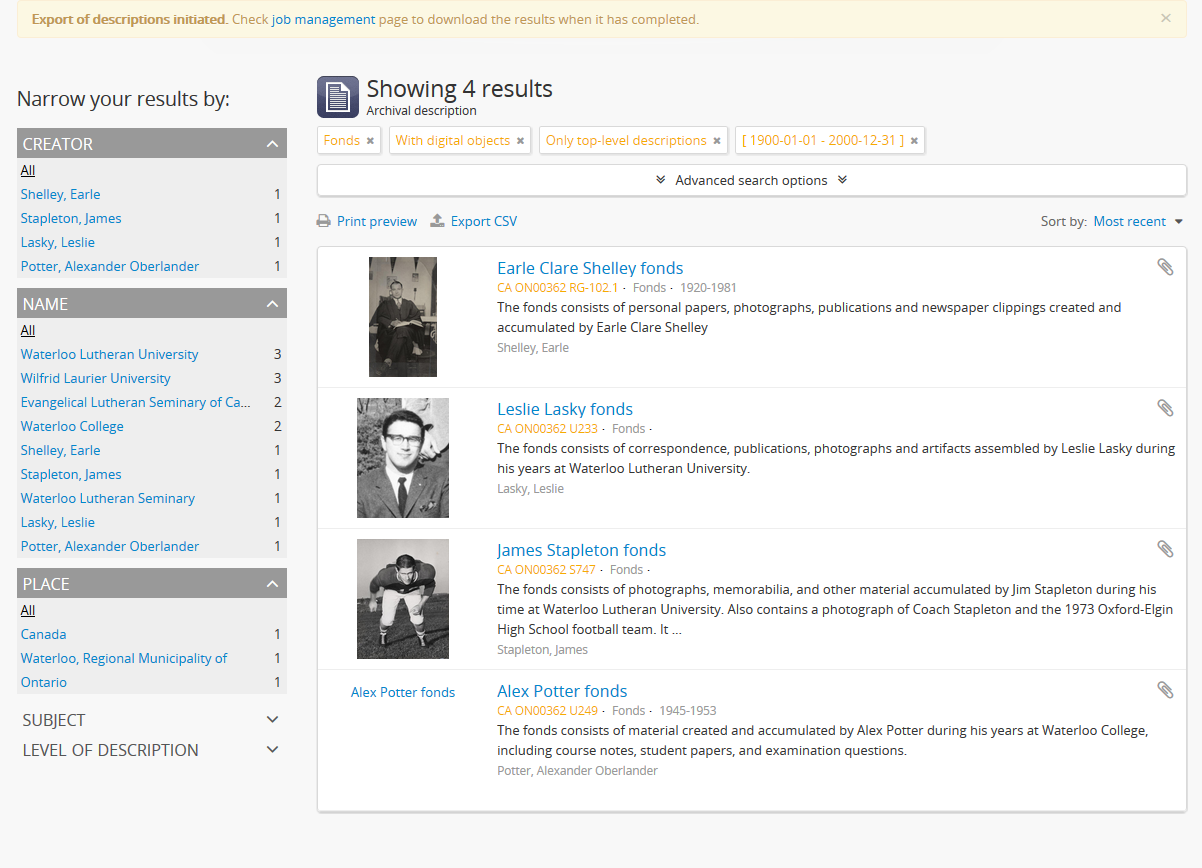 Export of descriptions initiated. Check job management page to download the results when it has completed. ×
Narrow your results by:
CREATOR
All
Shelley, Earle 1
Stapleton, James 1
Lasky, Leslie 1
Potter, Alexander Oberlander 1
NAME
All
Waterloo Lutheran University 3
Wilfrid Laurier University 3
Evangelical Lutheran Seminary of Ca... 2
Waterloo College 2
Shelley, Earle 1
Stapleton, James 1
Waterloo Lutheran Seminary 1
Lasky, Leslie 1
Potter, Alexander Oberlander 1
PLACE
All
Canada 1
Waterloo, Regional Municipality of 1
Ontario 1
SUBJECT
LEVEL OF DESCRIPTION
Showing 4 results
Archival description
Fonds × With digital objects × Only top-level descriptions × [ 1900-01-01 - 2000-12-31 ] ×
Advanced search options
Print preview Export CSV Sort by: Most recent
Earle Clare Shelley fonds
CA ON00362 RG-102.1 · Fonds · 1920-1981
The fonds consists of personal papers, photographs, publications and newspaper clippings created and
accumulated by Earle Clare Shelley
Shelley, Earle
Leslie Lasky fonds
CA ON00362 U233 · Fonds ·
The fonds consists of correspondence, publications, photographs and artifacts assembled by Leslie Lasky during
his years at Waterloo Lutheran University.
Lasky, Leslie
James Stapleton fonds
CA ON00362 S747 · Fonds ·
The fonds consists of photographs, memorabilia, and other material accumulated by Jim Stapleton during his
time at Waterloo Lutheran University. Also contains a photograph of Coach Stapleton and the 1973 Oxford-Elgin
High School football team. It ...
Stapleton, James
Alex Potter fonds
Alex Potter fonds
CA ON00362 U249 · Fonds · 1945-1953
The fonds consists of material created and accumulated by Alex Potter during his years at Waterloo College,
including course notes, student papers, and examination questions.
Potter, Alexander Oberlander